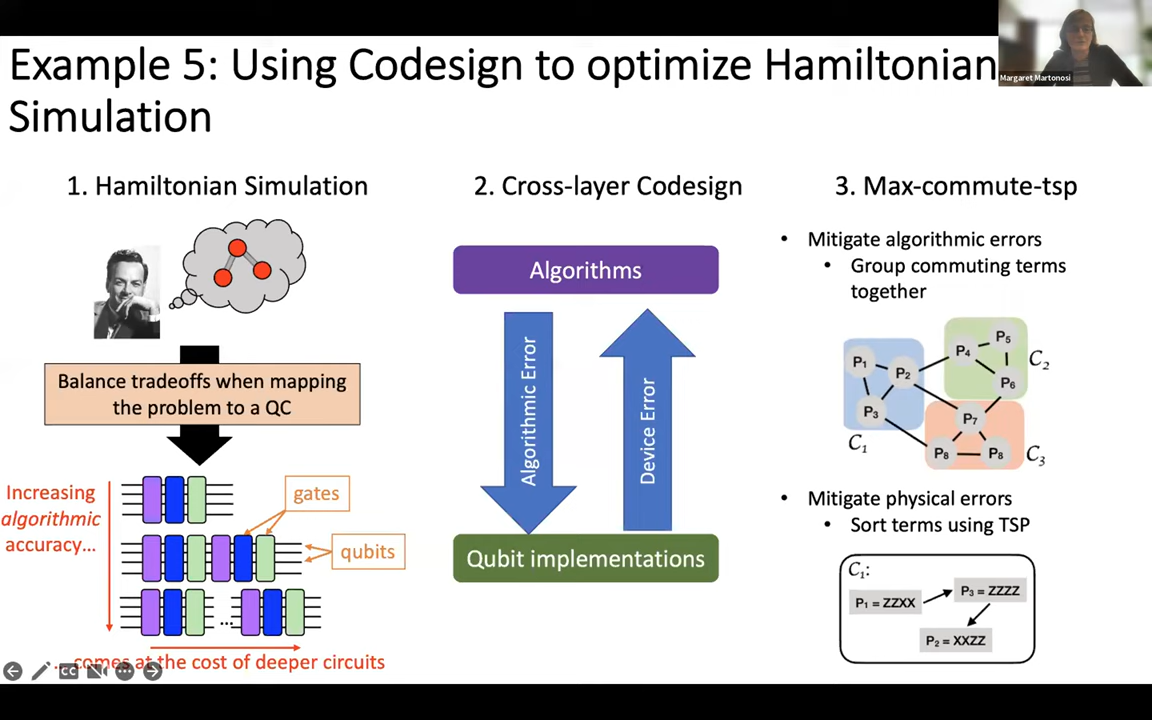 Example 5: Using Codesign to optimize Hamiltonian
Simulation
Margaret Martonosi
1. Hamiltonian Simulation
Balance tradeoffs when mapping
the problem to a QC
Increasing
algorithmic
accuracy...
gates
qubits
...
... comes at the cost of deeper circuits
2. Cross-layer Codesign
Algorithms
Algorithmic Error
Device Error
Qubit implementations
3. Max-commute-tsp
• Mitigate algorithmic errors
• Group commuting terms
together
P₁
P₂
P₃
C₁
P₄
P₅
P₆
C₂
P₇
P₈
P₈
C₃
• Mitigate physical errors
• Sort terms using TSP
C₁:
P₁ = ZZXX
P₃ = ZZZZ
P₂ = XXZZ
CC